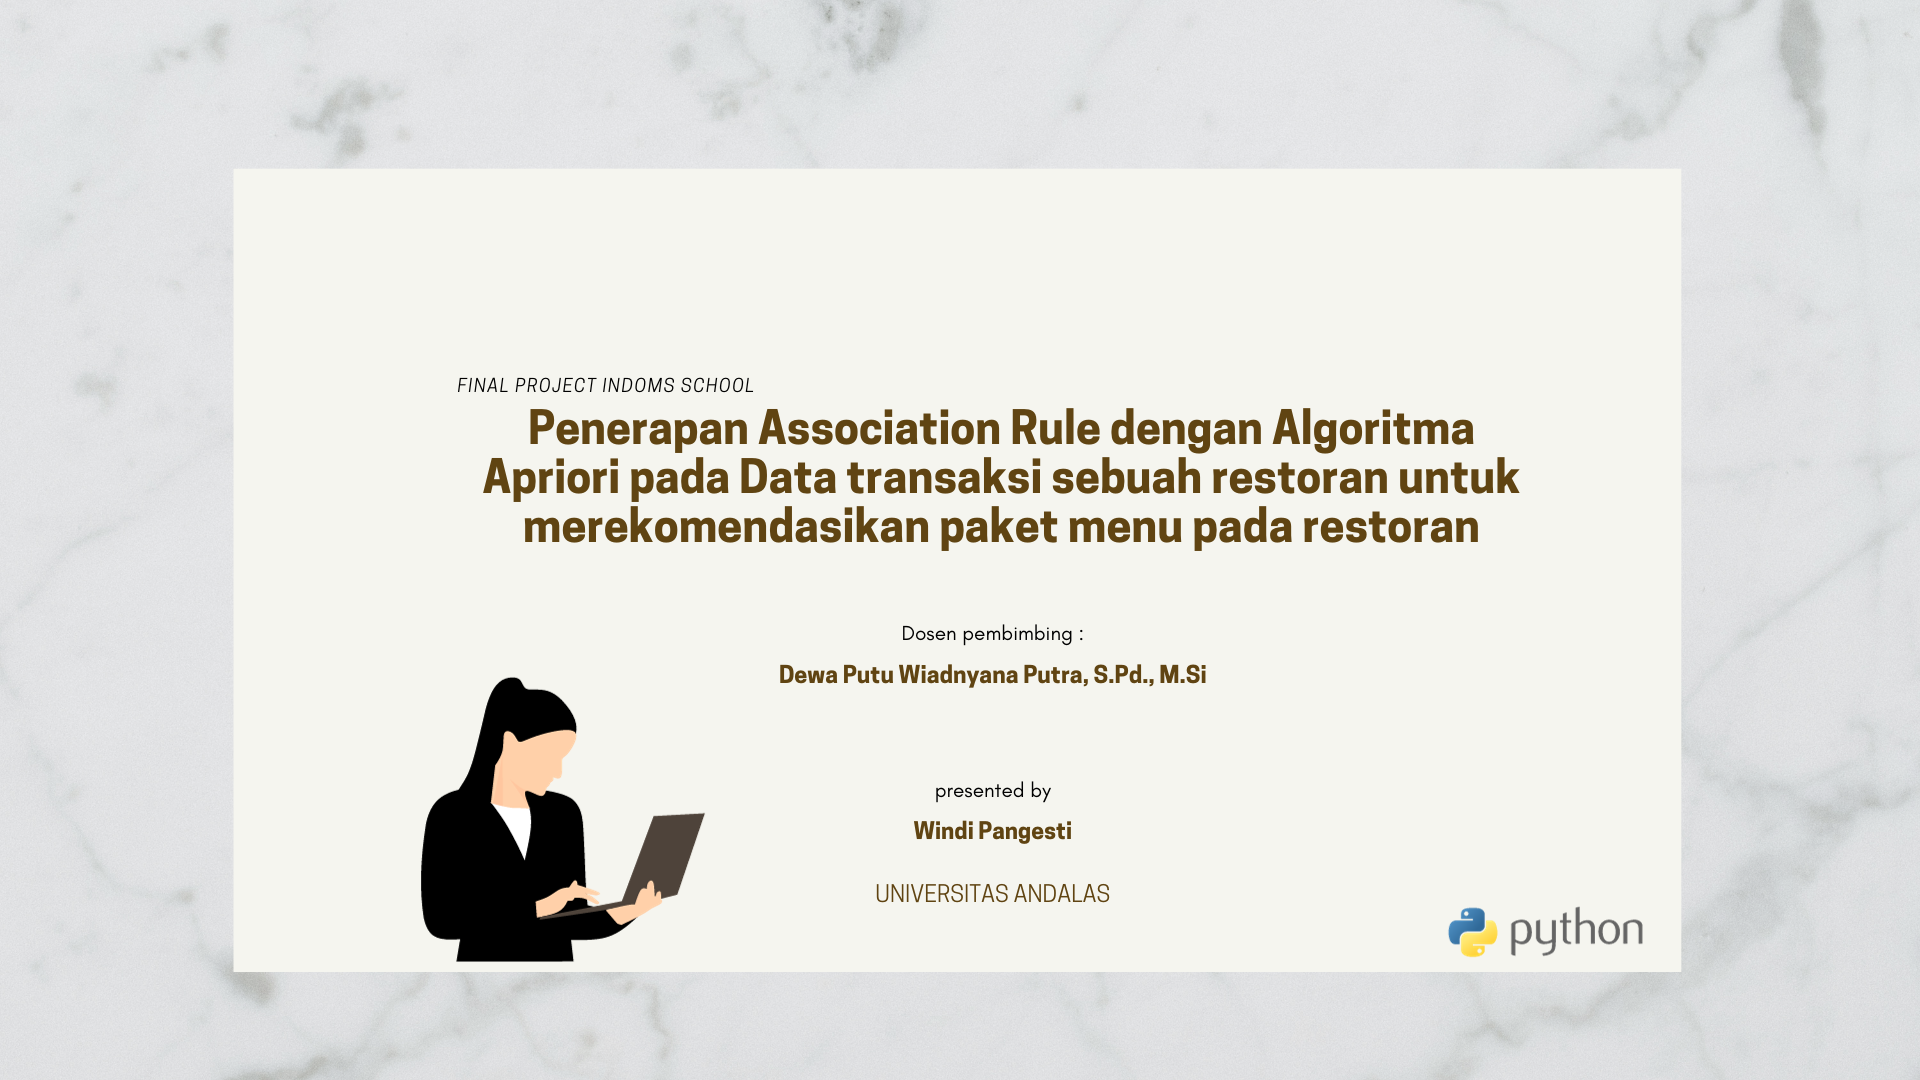 FINAL PROJECT INDOMS SCHOOL
Penerapan Association Rule dengan Algoritma
Apriori pada Data transaksi sebuah restoran untuk
merekomendasikan paket menu pada restoran
Dosen pembimbing :
Dewa Putu Wiadnyana Putra, S.Pd., M.Si
presented by
Windi Pangesti
UNIVERSITAS ANDALAS
python